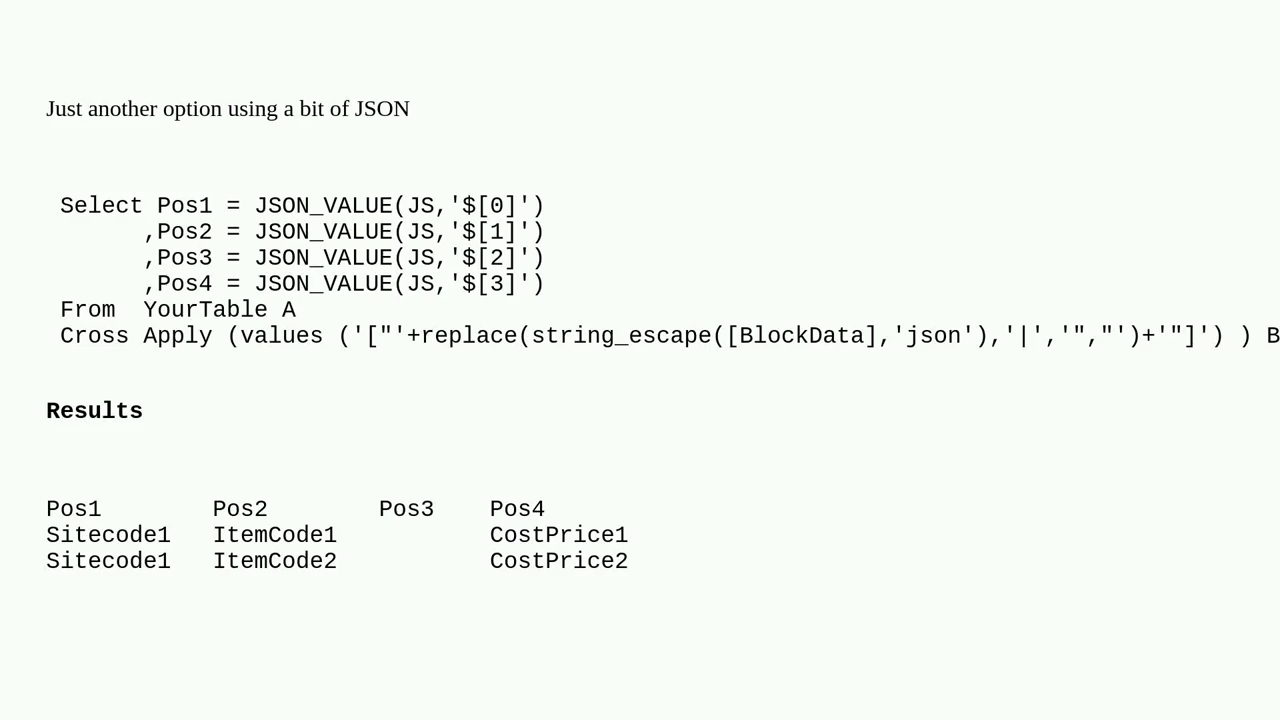 Just another option using a bit of JSON
Select Pos1 = JSON_VALUE(JS,'$[0]')
,Pos2 = JSON_VALUE(JS,'$[1]')
,Pos3 = JSON_VALUE(JS,'$[2]')
,Pos4 = JSON_VALUE(JS,'$[3]')
From  YourTable A
Cross Apply (values ('["'+replace(string_escape([BlockData],'json'),'|','","')+'"]') ) B
Results
Pos1        Pos2        Pos3    Pos4
Sitecode1   ItemCode1           CostPrice1
Sitecode1   ItemCode2           CostPrice2